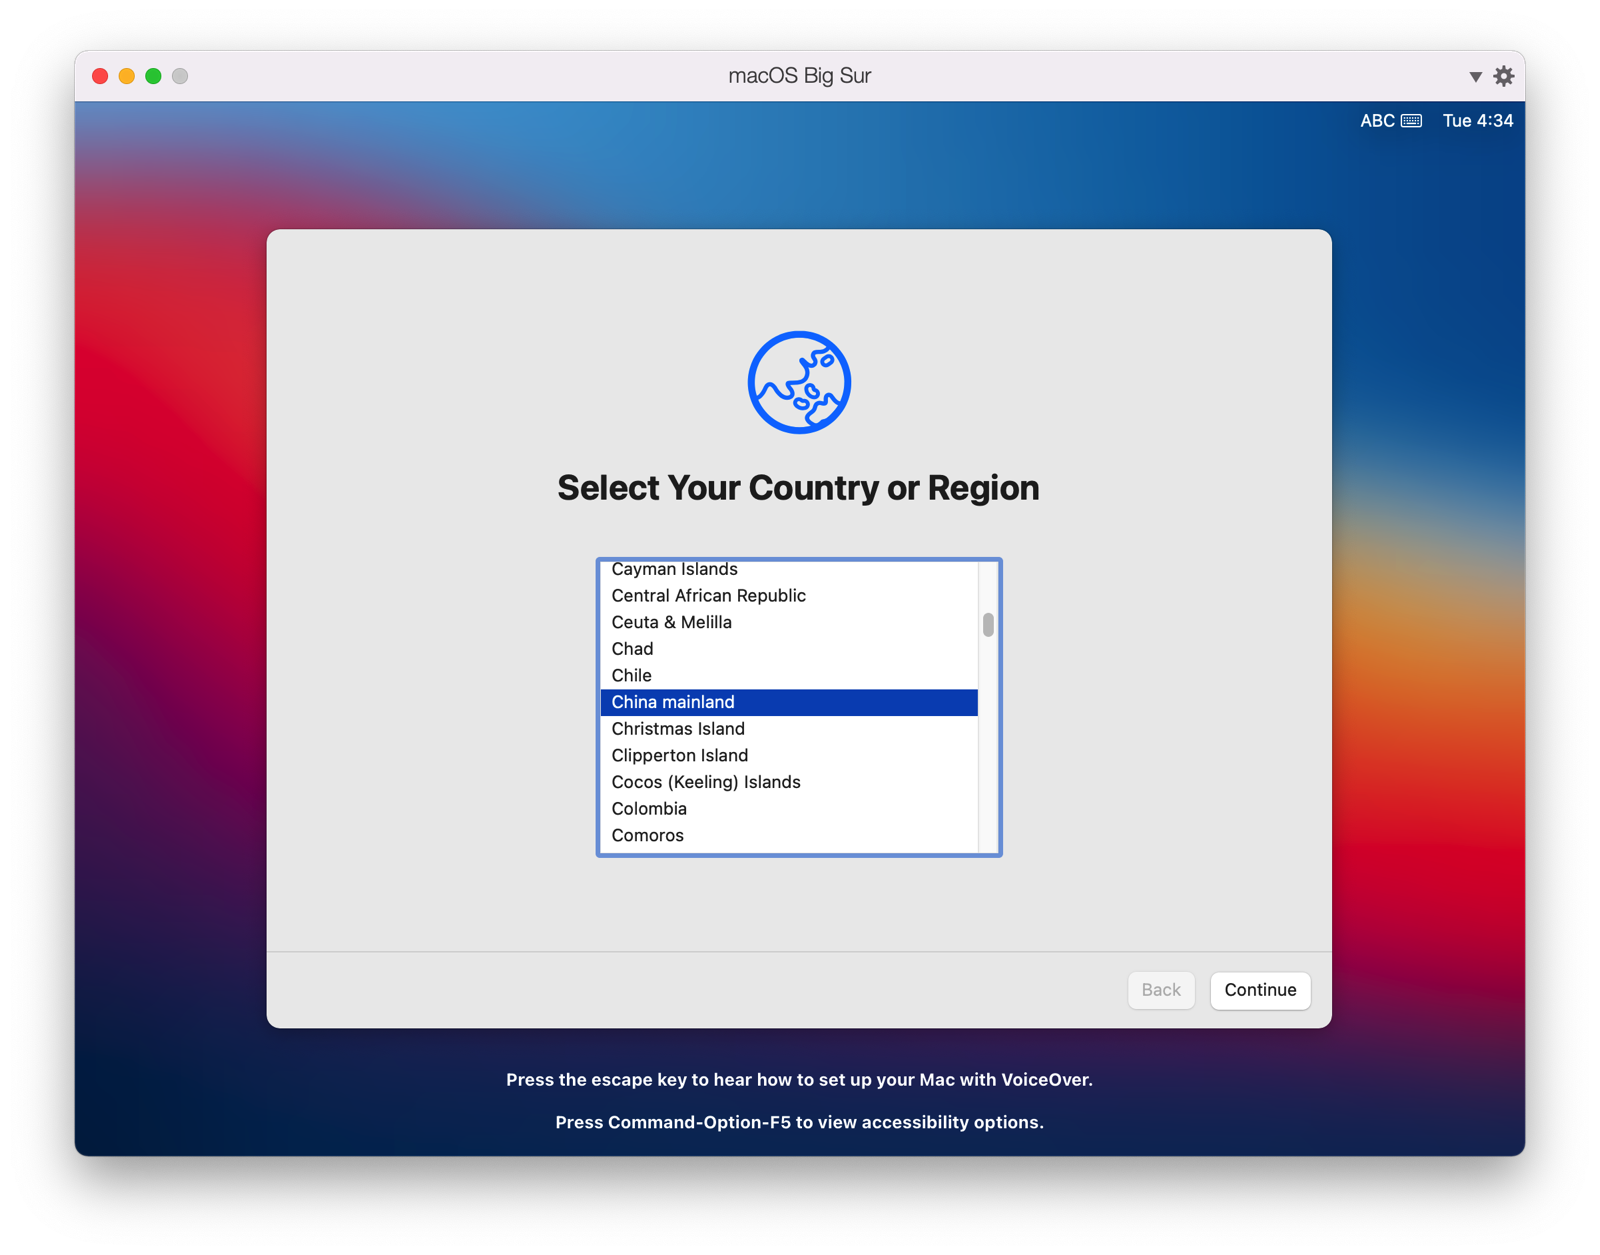 macOS Big Sur
ABC Tue 4:34
Select Your Country or Region
Cayman Islands
Central African Republic
Ceuta & Melilla
Chad
Chile
China mainland
Christmas Island
Clipperton Island
Cocos (Keeling) Islands
Colombia
Comoros
Back Continue
Press the escape key to hear how to set up your Mac with VoiceOver.
Press Command-Option-F5 to view accessibility options.